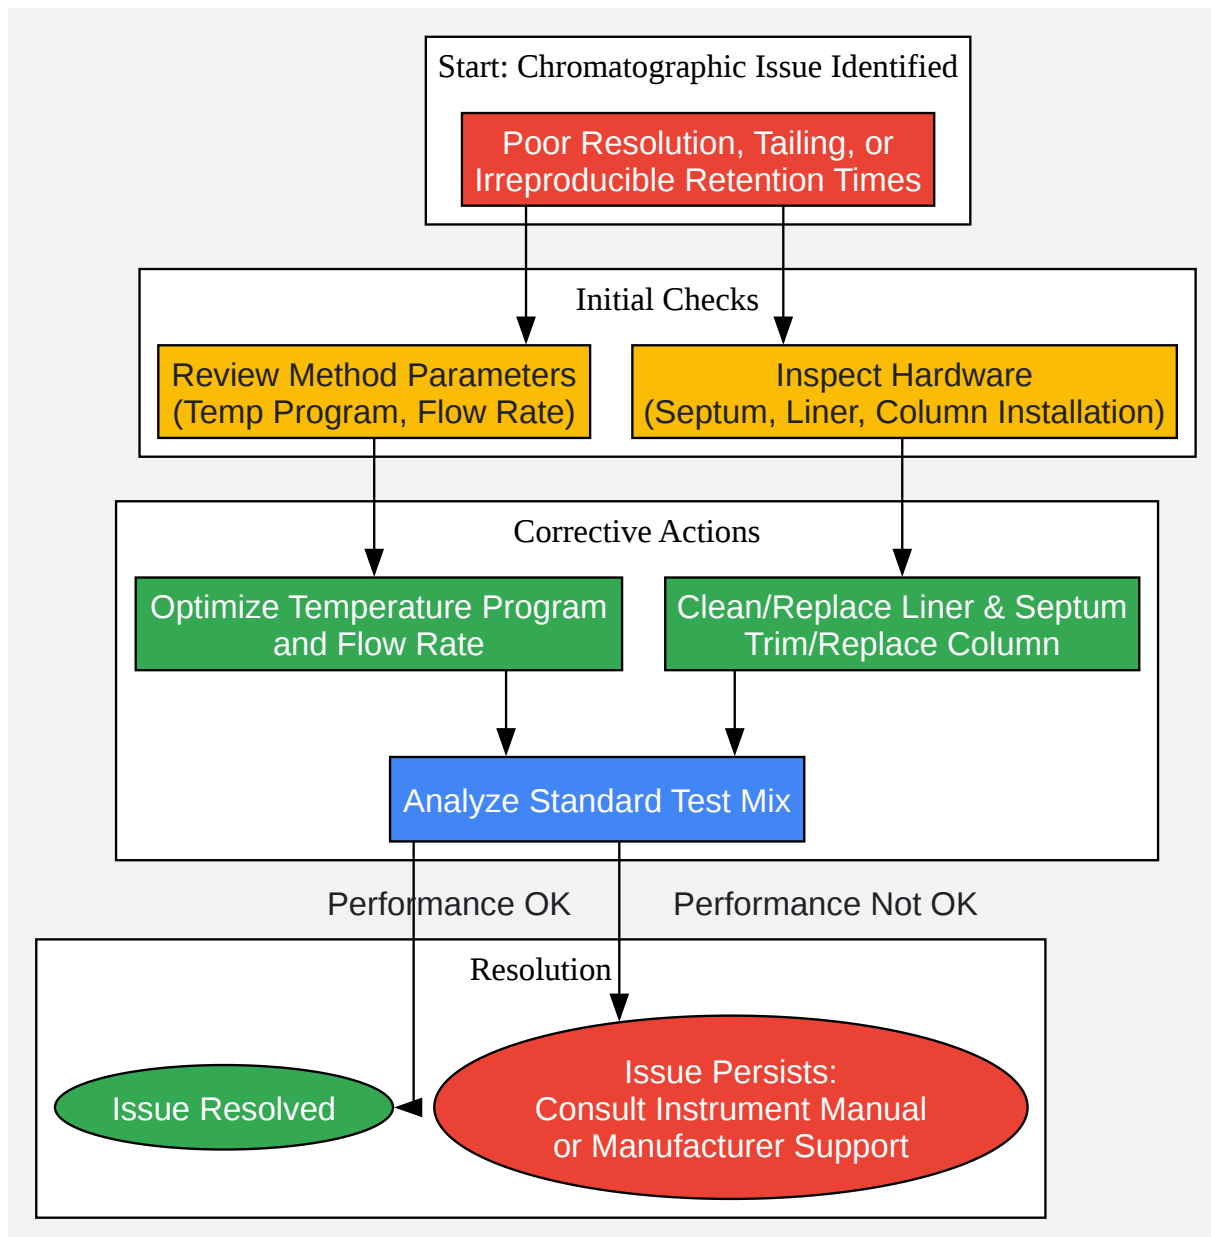 Start: Chromatographic Issue Identified
Poor Resolution, Tailing, or
Irreproducible Retention Times
Initial Checks
Review Method Parameters
(Temp Program, Flow Rate)
Inspect Hardware
(Septum, Liner, Column Installation)
Corrective Actions
Optimize Temperature Program
and Flow Rate
Clean/Replace Liner & Septum
Trim/Replace Column
Analyze Standard Test Mix
Performance OK
Performance Not OK
Resolution
Issue Resolved
Issue Persists:
Consult Instrument Manual
or Manufacturer Support